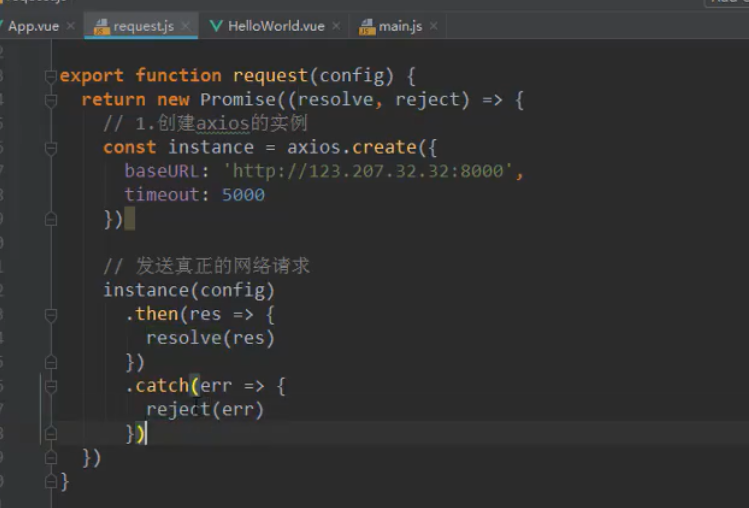 App.vue × request.js × HelloWorld.vue × main.js ×
export function request(config) {
  return new Promise((resolve, reject) => {
    // 1.创建axios的实例
    const instance = axios.create({
      baseURL: 'http://123.207.32.32:8000',
      timeout: 5000
    })
    // 发送真正的网络请求
    instance(config)
      .then(res => {
        resolve(res)
      })
      .catch(err => {
        reject(err)
      })
  })
}